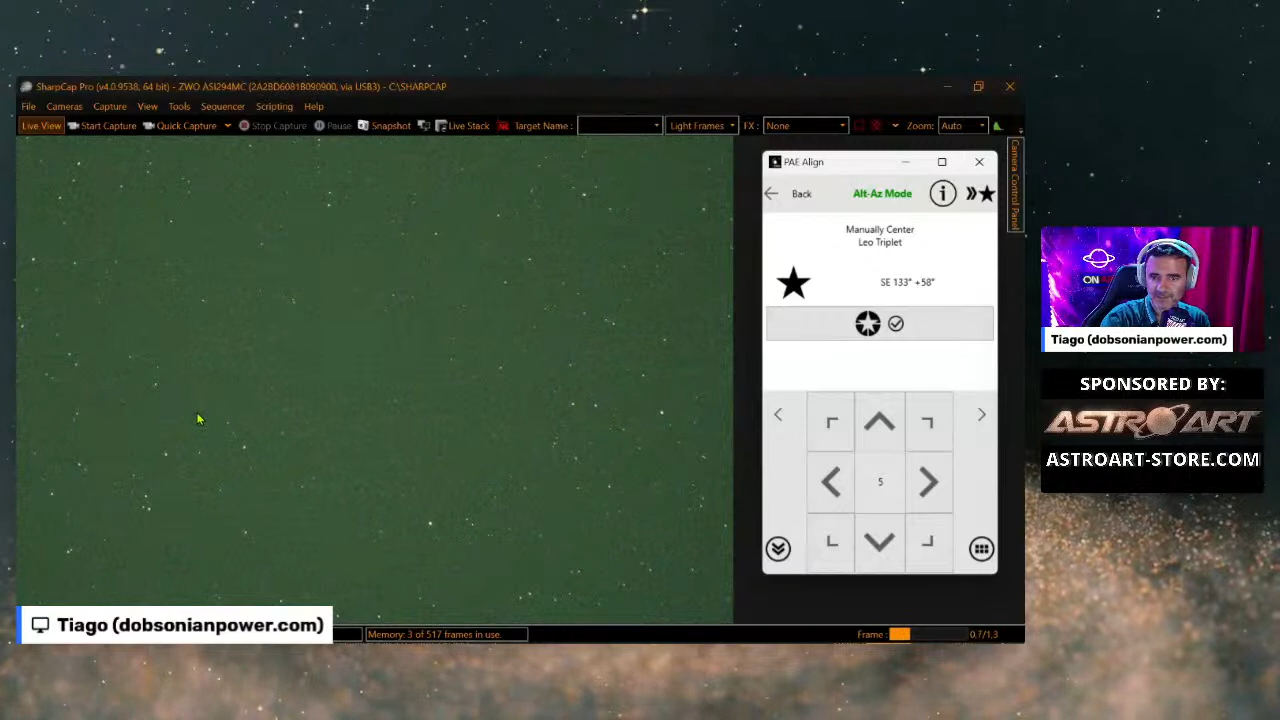 SharpCap Pro (v4.0.9538, 64 bit) - ZWO ASI294MC (2A2BD6081B090900, via USB3) - C:\SHARPCAP
File Cameras Capture View Tools Sequencer Scripting Help
Live View Start Capture Quick Capture Stop Capture Pause Snapshot Live Stack Target Name : Light Frames FX : None Zoom: Auto
Camera Control Panel
PAE Align
Back Alt-Az Mode
Manually Center
Leo Triplet
SE 133° +58°
5
ON
Tiago (dobsonianpower.com)
SPONSORED BY:
ASTROART
ASTROART-STORE.COM
Tiago (dobsonianpower.com)
Memory: 3 of 517 frames in use.
Frame : 0,7/1,3